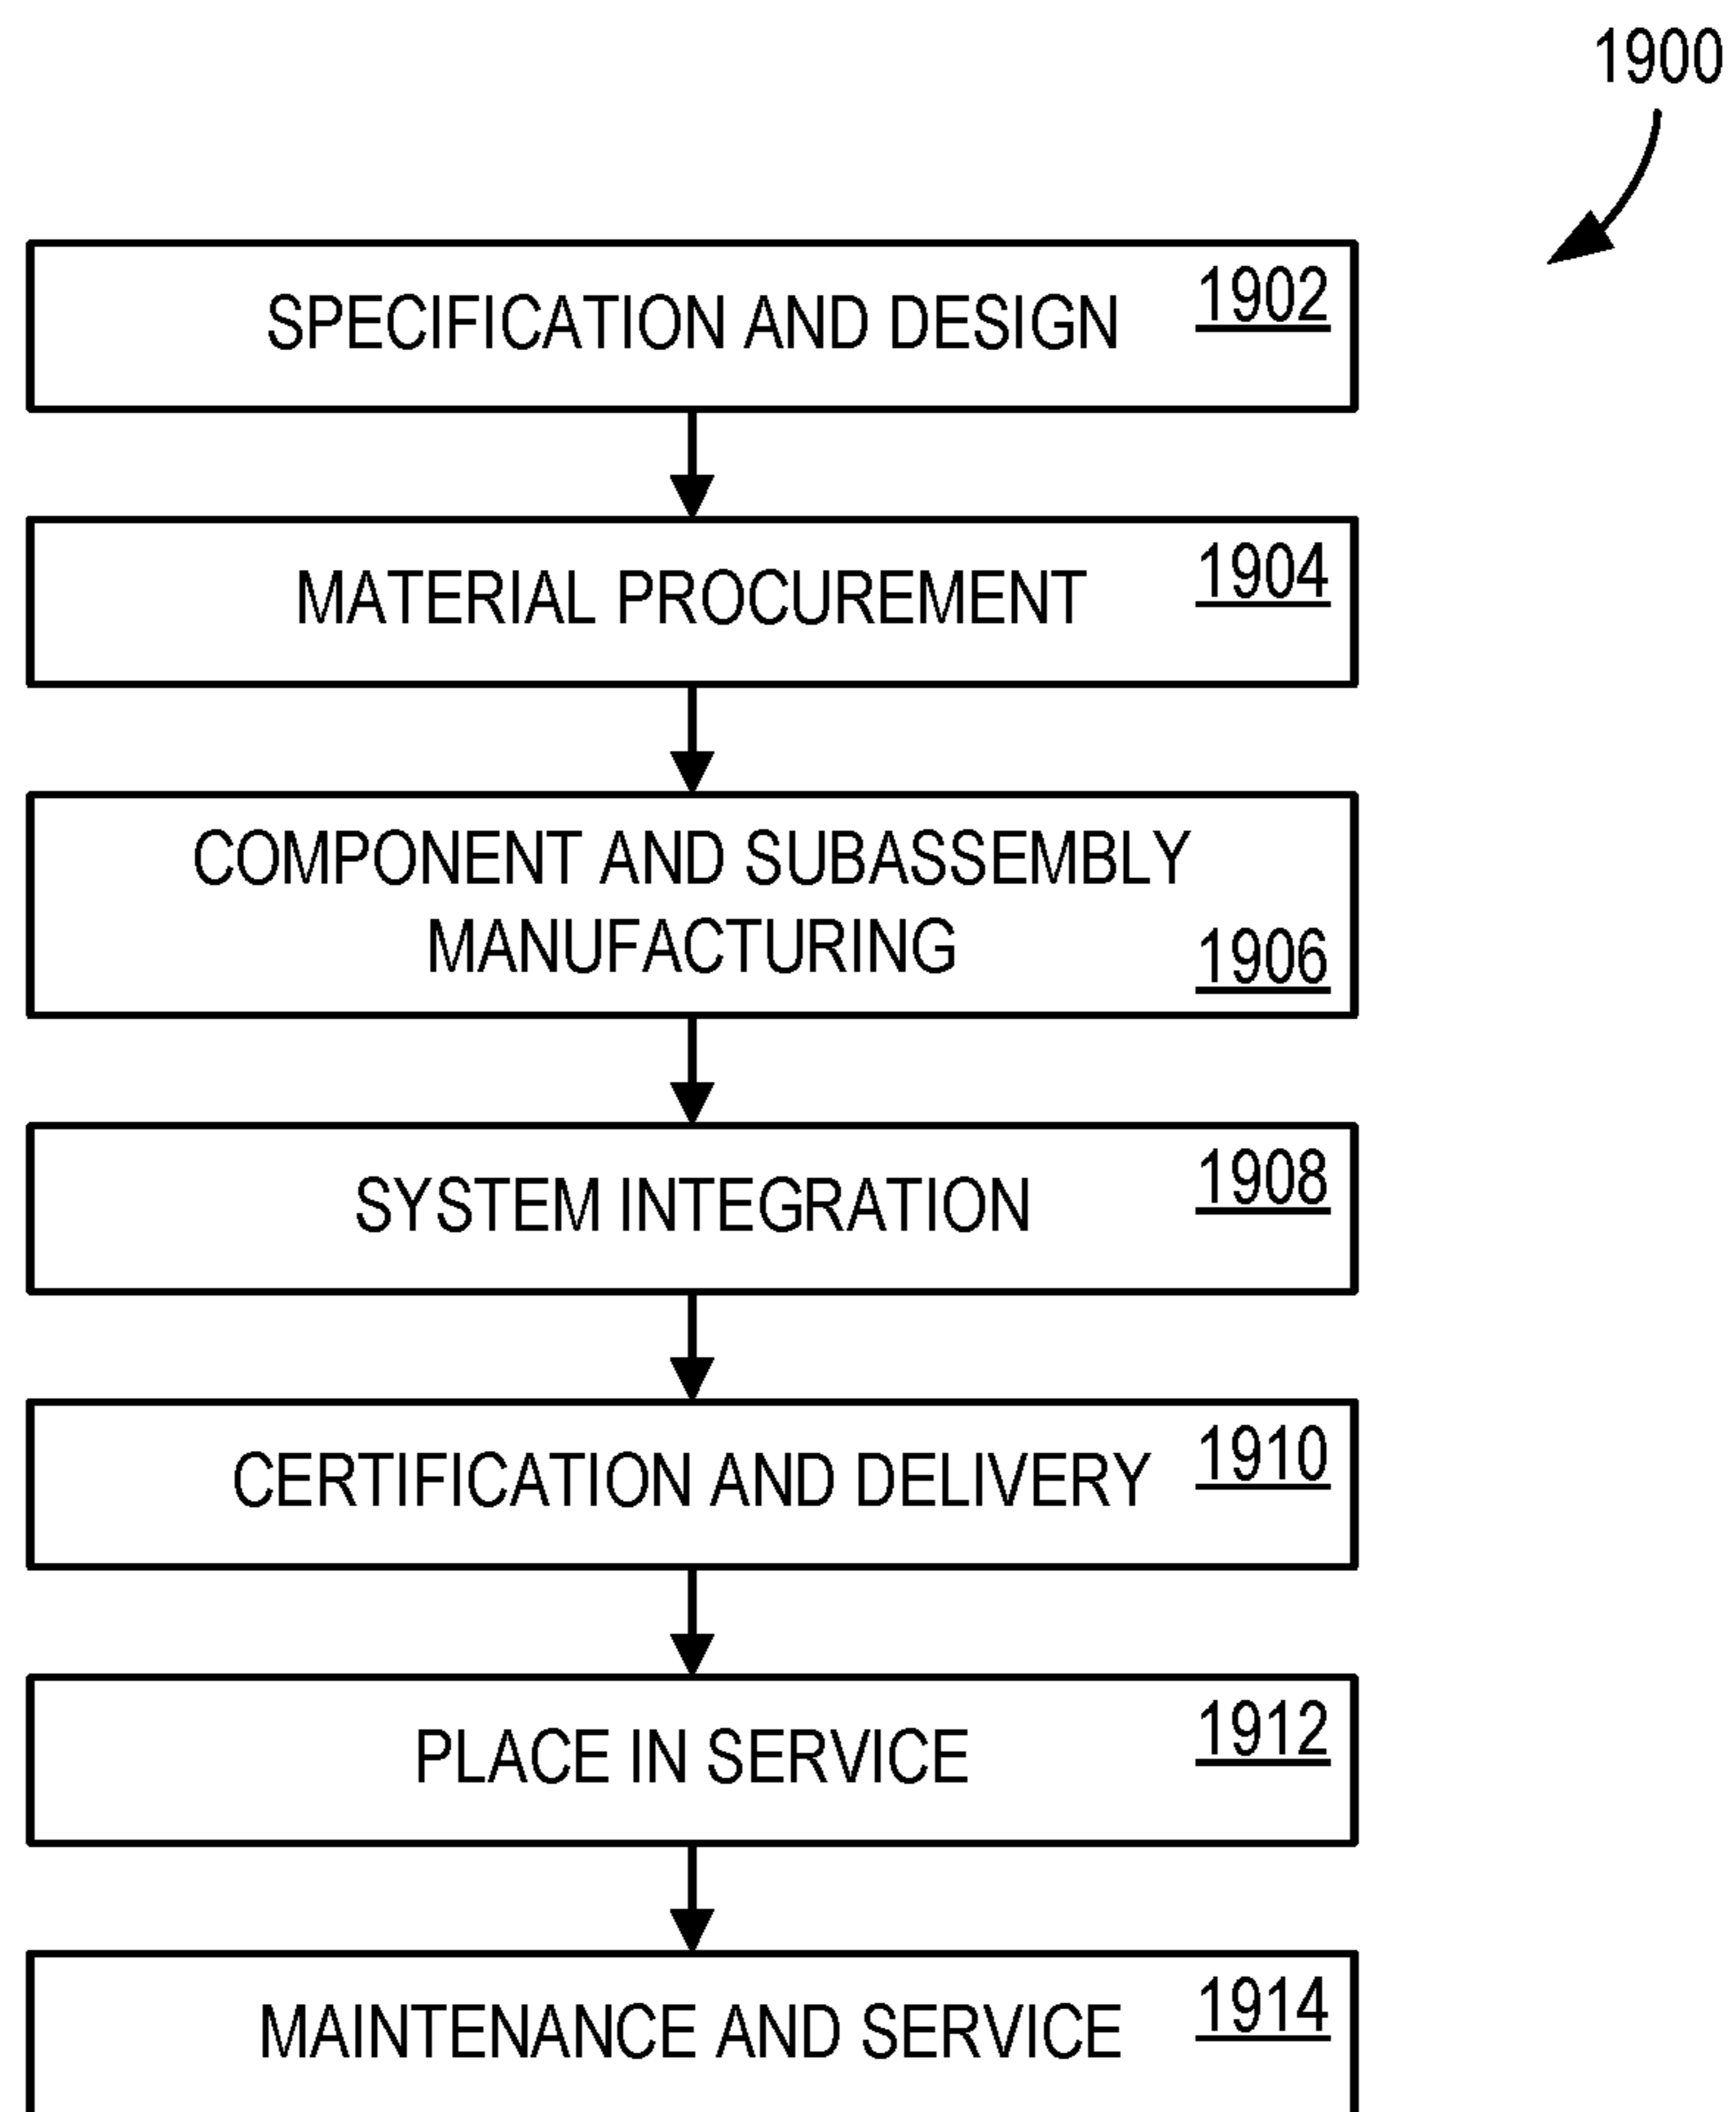 1900
SPECIFICATION AND DESIGN 1902
MATERIAL PROCUREMENT 1904
COMPONENT AND SUBASSEMBLY
MANUFACTURING 1906
SYSTEM INTEGRATION 1908
CERTIFICATION AND DELIVERY 1910
PLACE IN SERVICE 1912
MAINTENANCE AND SERVICE 1914